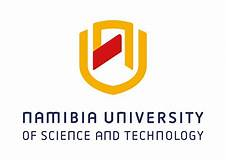 NAMIBIA UNIVERSITY
OF SCIENCE AND TECHNOLOGY